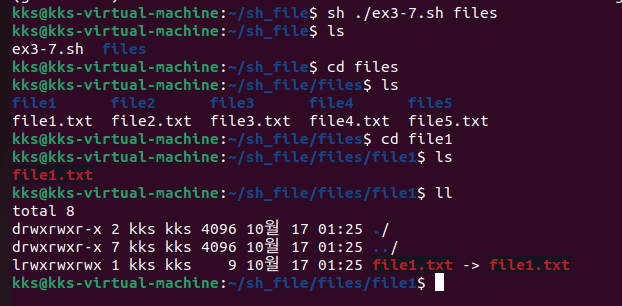 kks@kks-virtual-machine:~/sh_file$ sh ./ex3-7.sh files
kks@kks-virtual-machine:~/sh_file$ ls
ex3-7.sh  files
kks@kks-virtual-machine:~/sh_file$ cd files
kks@kks-virtual-machine:~/sh_file/files$ ls
file1      file2      file3      file4      file5
file1.txt  file2.txt  file3.txt  file4.txt  file5.txt
kks@kks-virtual-machine:~/sh_file/files$ cd file1
kks@kks-virtual-machine:~/sh_file/files/file1$ ls
file1.txt
kks@kks-virtual-machine:~/sh_file/files/file1$ ll
total 8
drwxrwxr-x 2 kks kks 4096 10월 17 01:25 ./
drwxrwxr-x 7 kks kks 4096 10월 17 01:25 ../
lrwxrwxrwx 1 kks kks    9 10월 17 01:25 file1.txt -> file1.txt
kks@kks-virtual-machine:~/sh_file/files/file1$